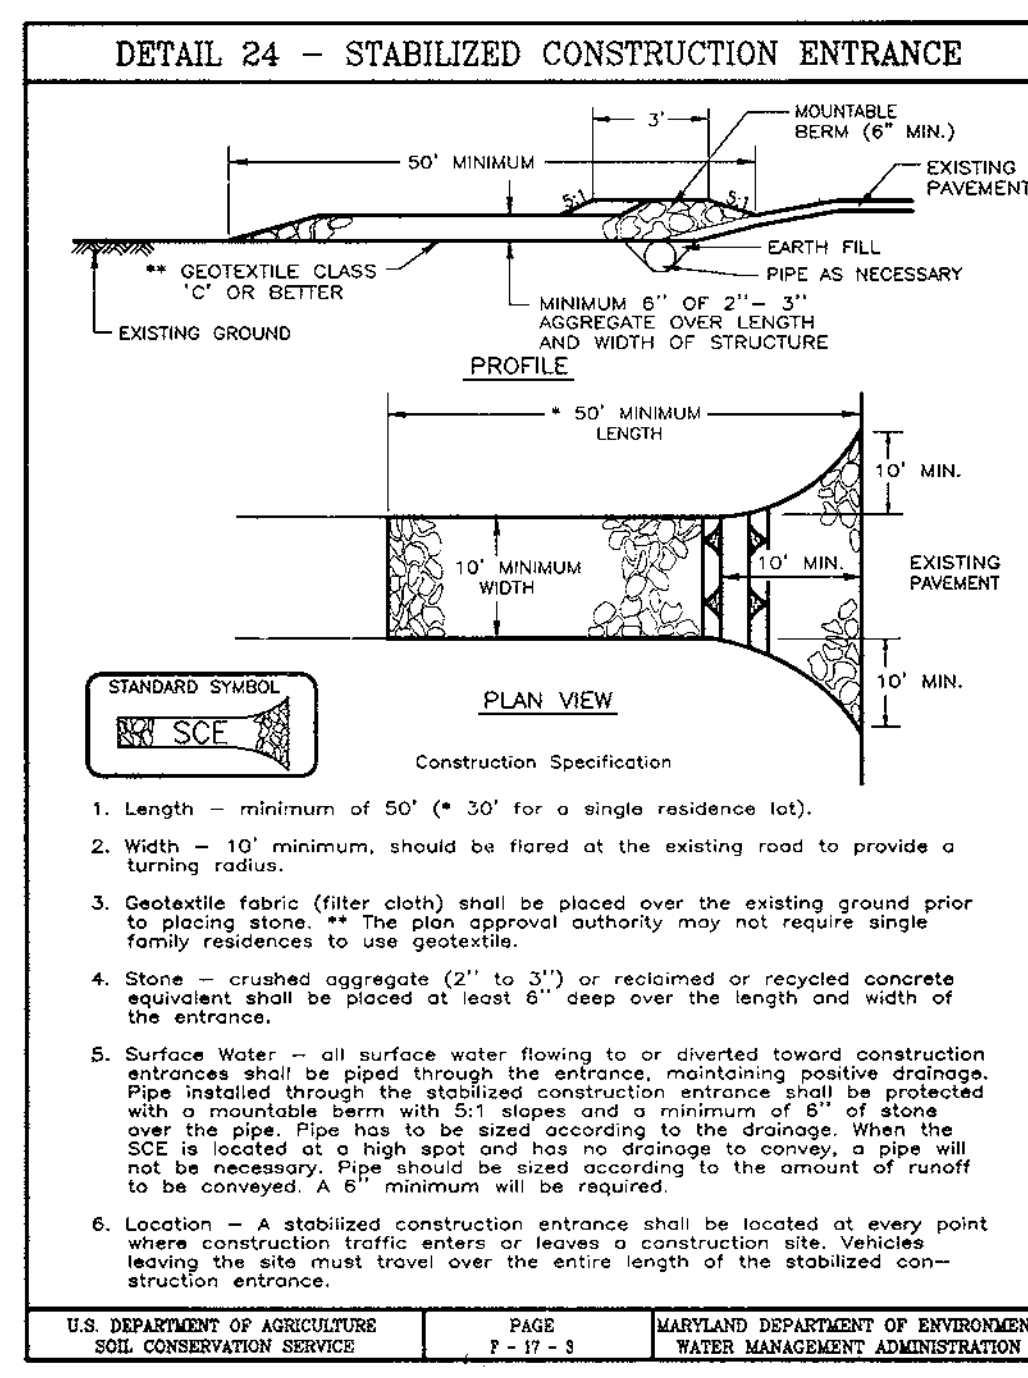 DETAIL 24 – STABILIZED CONSTRUCTION ENTRANCE
3'
MOUNTABLE
BERM (6" MIN.)
50' MINIMUM
5:1
5:1
EXISTING
PAVEMENT
EARTH FILL
PIPE AS NECESSARY
** GEOTEXTILE CLASS
'C' OR BETTER
MINIMUM 6" OF 2"– 3"
AGGREGATE OVER LENGTH
AND WIDTH OF STRUCTURE
EXISTING GROUND
PROFILE
* 50' MINIMUM
LENGTH
10' MIN.
10' MINIMUM
WIDTH
10' MIN.
EXISTING
PAVEMENT
10' MIN.
STANDARD SYMBOL
SCE
PLAN VIEW
Construction Specification
1. Length – minimum of 50' (* 30' for a single residence lot).
2. Width – 10' minimum, should be flared at the existing road to provide a
turning radius.
3. Geotextile fabric (filter cloth) shall be placed over the existing ground prior
to placing stone. ** The plan approval authority may not require single
family residences to use geotextile.
4. Stone – crushed aggregate (2" to 3") or reclaimed or recycled concrete
equivalent shall be placed at least 6" deep over the length and width of
the entrance.
5. Surface Water – all surface water flowing to or diverted toward construction
entrances shall be piped through the entrance, maintaining positive drainage.
Pipe installed through the stabilized construction entrance shall be protected
with a mountable berm with 5:1 slopes and a minimum of 6" of stone
over the pipe. Pipe has to be sized according to the drainage. When the
SCE is located at a high spot and has no drainage to convey, a pipe will
not be necessary. Pipe should be sized according to the amount of runoff
to be conveyed. A 6" minimum will be required.
6. Location – A stabilized construction entrance shall be located at every point
where construction traffic enters or leaves a construction site. Vehicles
leaving the site must travel over the entire length of the stabilized con–
struction entrance.
U.S. DEPARTMENT OF AGRICULTURE
SOIL CONSERVATION SERVICE
PAGE
F - 17 - 3
MARYLAND DEPARTMENT OF ENVIRONMEN
WATER MANAGEMENT ADMINISTRATION